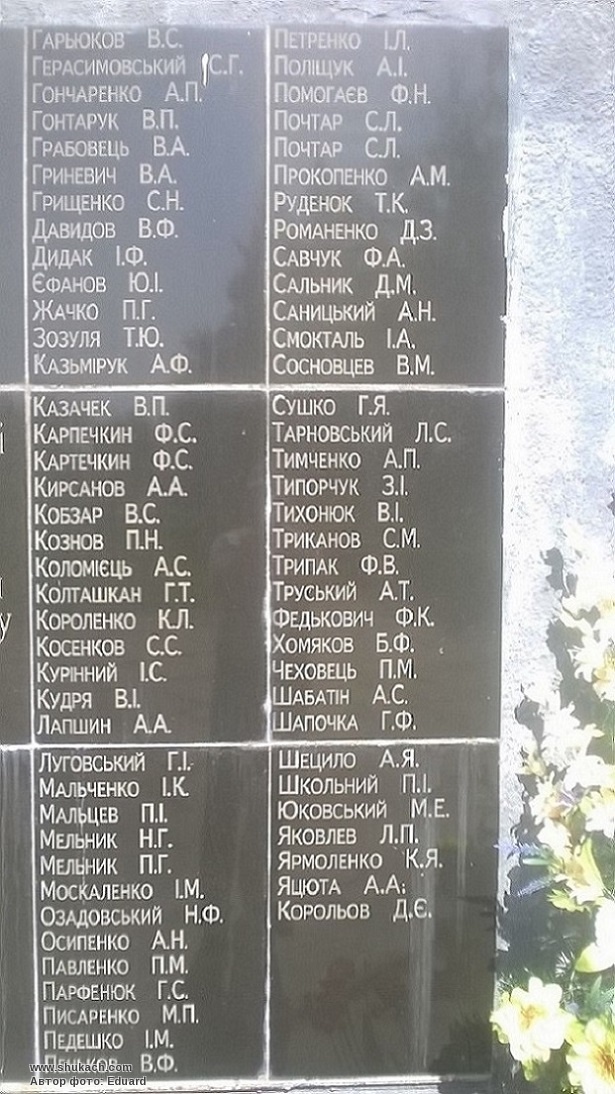 Гарьюков В.С.
Герасимовський С.Г.
Гончаренко А.П.
Гонтарук В.П.
Грабовець В.А.
Гриневич В.А.
Грищенко С.Н.
Давидов В.Ф.
Дидак І.Ф.
Єфанов Ю.І.
Жачко П.Г.
Зозуля Т.Ю.
Казьмірук А.Ф.
Казачек В.П.
Карпечкин Ф.С.
Картечкин Ф.С.
Кирсанов А.А.
Кобзар В.С.
Кознов П.Н.
Коломієць А.С.
Колташкан Г.Т.
Короленко К.Л.
Косенков С.С.
Курінний І.С.
Кудря В.І.
Лапшин А.А.
Луговський Г.І.
Мальченко І.К.
Мальцев П.І.
Мельник Н.Г.
Мельник П.Г.
Москаленко І.М.
Озадовський Н.Ф.
Осипенко А.Н.
Павленко П.М.
Парфенюк Г.С.
Писаренко М.П.
Педешко І.М.
Пеньков В.Ф.
Петренко І.Л.
Поліщук А.І.
Помогаєв Ф.Н.
Почтар С.Л.
Почтар С.Л.
Прокопенко А.М.
Руденок Т.К.
Романенко Д.З.
Савчук Ф.А.
Сальник Д.М.
Саницький А.Н.
Смокталь І.А.
Сосновцев В.М.
Сушко Г.Я.
Тарновський Л.С.
Тимченко А.П.
Типорчук З.І.
Тихонюк В.І.
Триканов С.М.
Трипак Ф.В.
Труський А.Т.
Федькович Ф.К.
Хомяков Б.Ф.
Чеховець П.М.
Шабатін А.С.
Шапочка Г.Ф.
Шецило А.Я.
Школьний П.І.
Юковський М.Е.
Яковлев Л.П.
Ярмоленко К.Я.
Яцюта А.А.
Корольов Д.Є.
www.shukach.com
Автор фото: Eduard